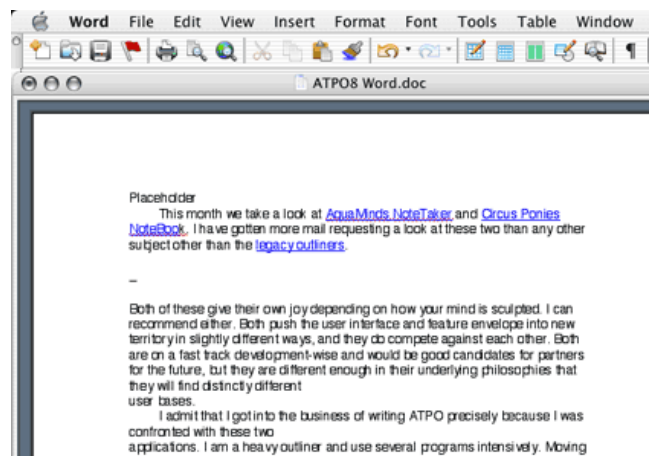 Word File Edit View Insert Format Font Tools Table Window
ATPO8 Word.doc
Placeholder
This month we take a look at AquaMinds NoteTaker and Circus Ponies
NoteBook. I have gotten more mail requesting a look at these two than any other
subject other than the legacy outliners.
–
Both of these give their own joy depending on how your mind is sculpted. I can
recommend either. Both push the user interface and feature envelope into new
territory in slightly different ways, and they do compete against each other. Both
are on a fast track development-wise and would be good candidates for partners
for the future, but they are different enough in their underlying philosophies that
they will find distinctly different
user bases.
I admit that I got into the business of writing ATPO precisely because I was
confronted with these two
applications. I am a heavy outliner and use several programs intensively. Moving